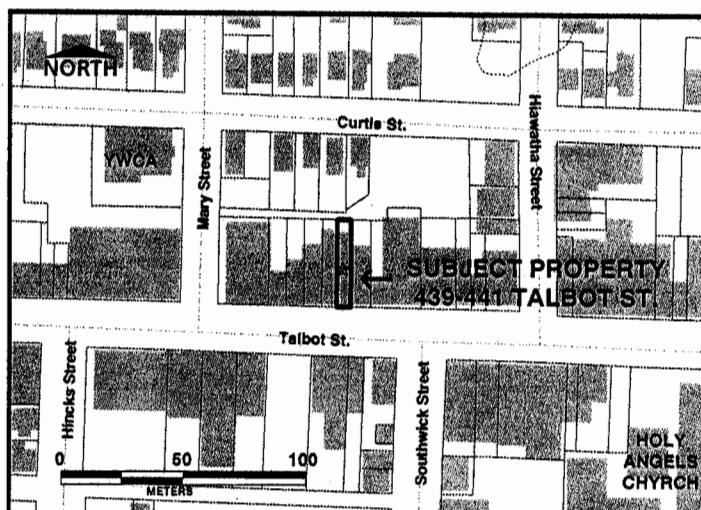 NORTH
Curtis St.
YWCA
Mary Street
Hiawatha Street
SUBJECT PROPERTY
439-441 TALBOT ST.
Talbot St.
Hincks Street
Southwick Street
0 50 100
METERS
HOLY
ANGELS
CHYRCH